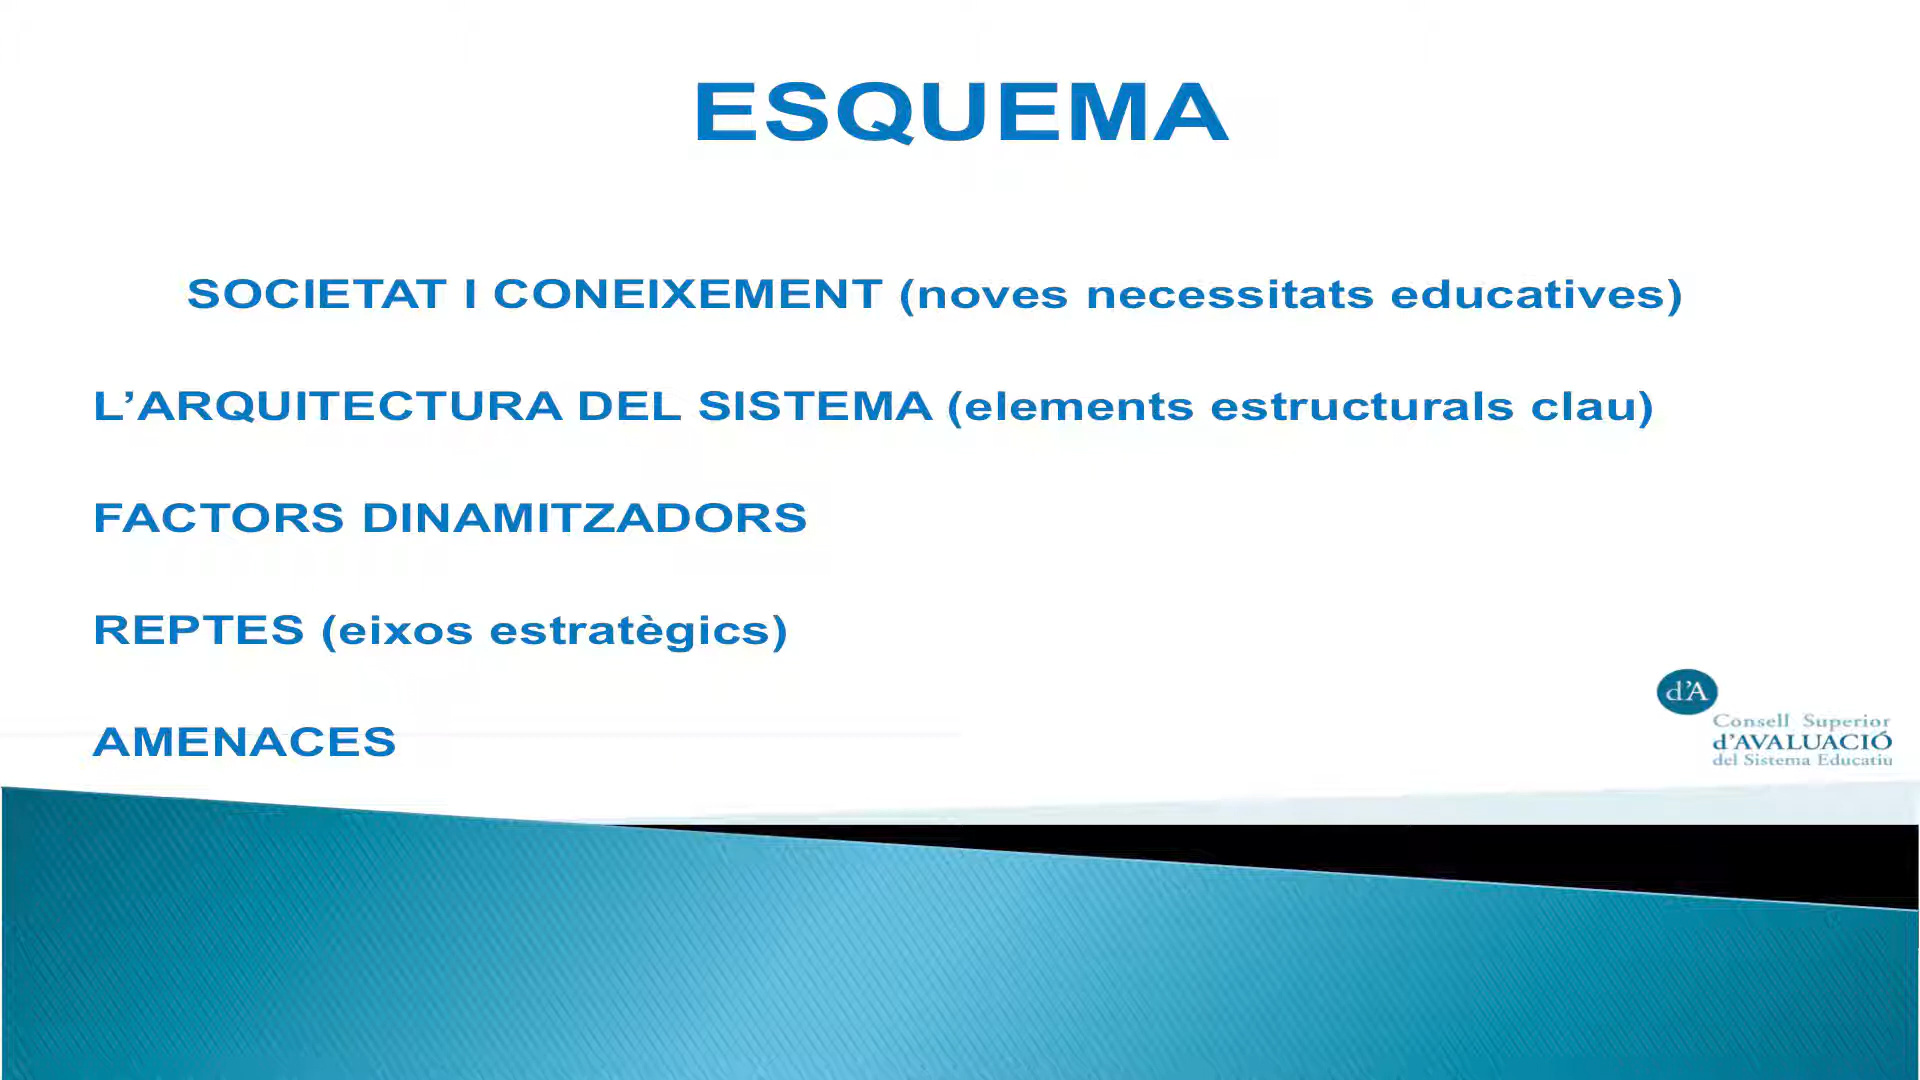 ESQUEMA
SOCIETAT I CONEIXEMENT (noves necessitats educatives)
L’ARQUITECTURA DEL SISTEMA (elements estructurals clau)
FACTORS DINAMITZADORS
REPTES (eixos estratègics)
AMENACES
d’A
Consell Superior
d’AVALUACIÓ
del Sistema Educatiu